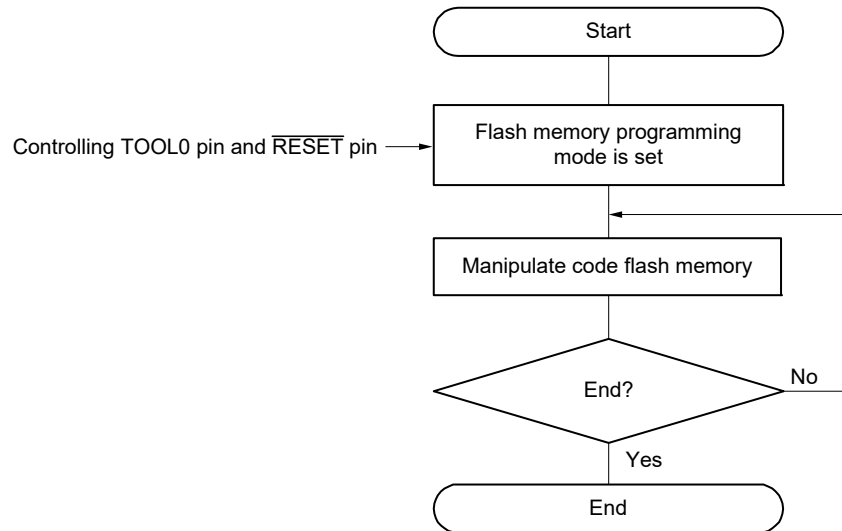 Start
Controlling TOOL0 pin and R̅E̅S̅E̅T̅ pin
Flash memory programming
mode is set
Manipulate code flash memory
End?
No
Yes
End